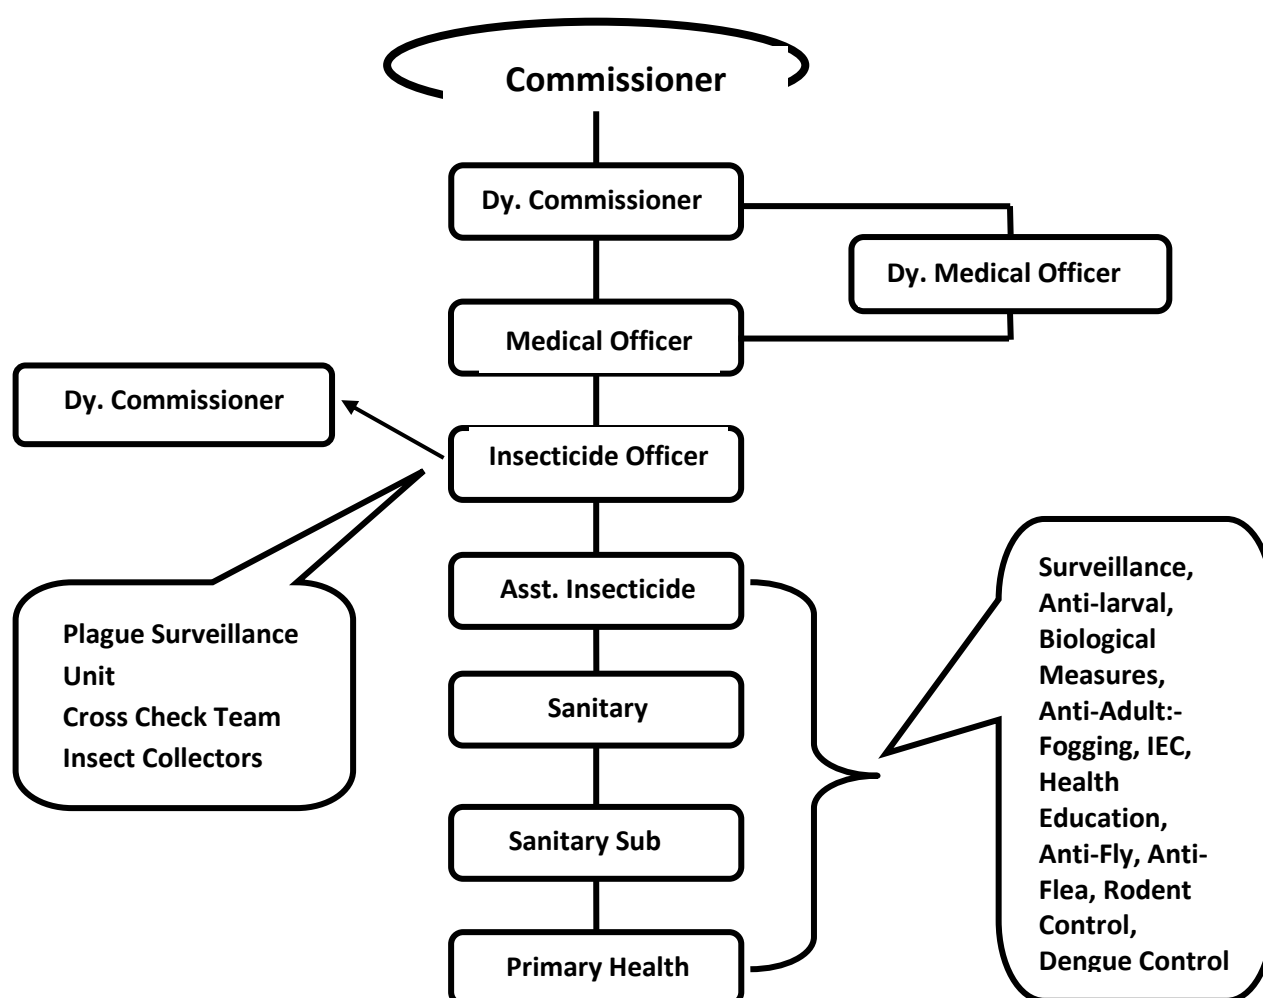 Commissioner
Dy. Commissioner
Dy. Medical Officer
Medical Officer
Dy. Commissioner
Insecticide Officer
Plague Surveillance
Unit
Cross Check Team
Insect Collectors
Asst. Insecticide
Sanitary
Sanitary Sub
Primary Health
Surveillance,
Anti-larval,
Biological
Measures,
Anti-Adult:-
Fogging, IEC,
Health
Education,
Anti-Fly, Anti-
Flea, Rodent
Control,
Dengue Control